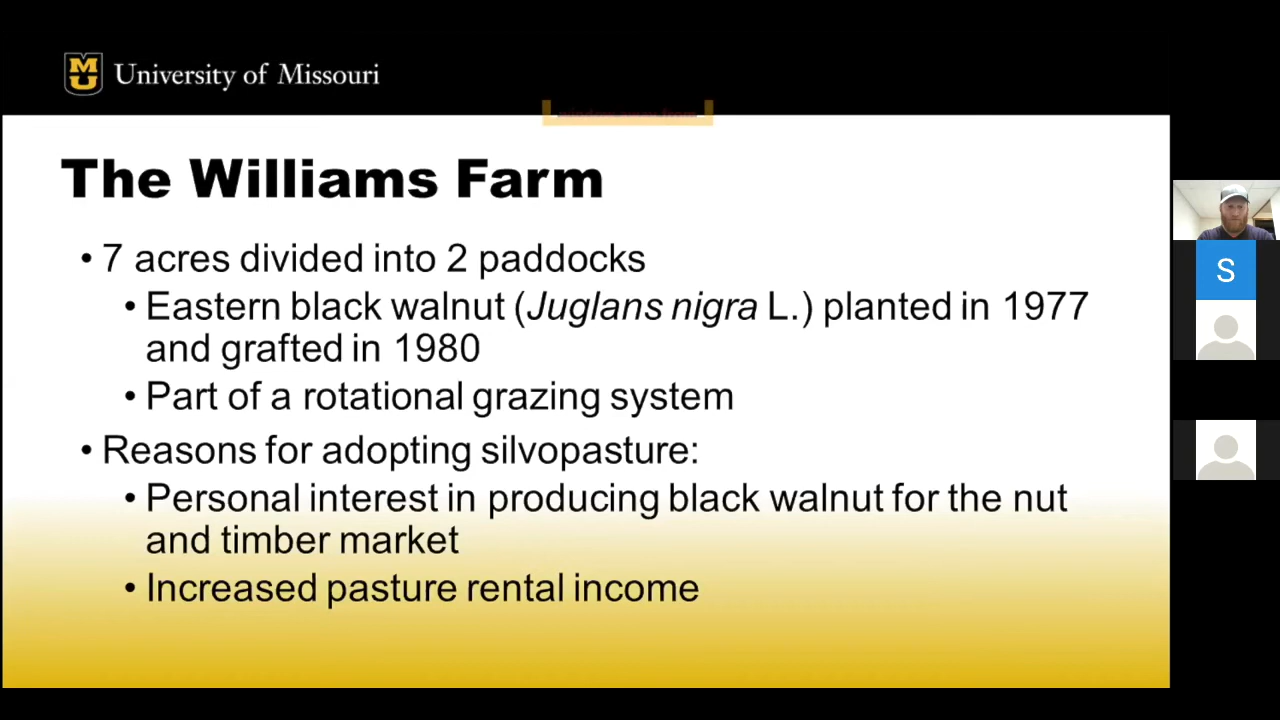 MU University of Missouri
The Williams Farm
• 7 acres divided into 2 paddocks
• Eastern black walnut (Juglans nigra L.) planted in 1977
and grafted in 1980
• Part of a rotational grazing system
• Reasons for adopting silvopasture:
• Personal interest in producing black walnut for the nut
and timber market
• Increased pasture rental income
S